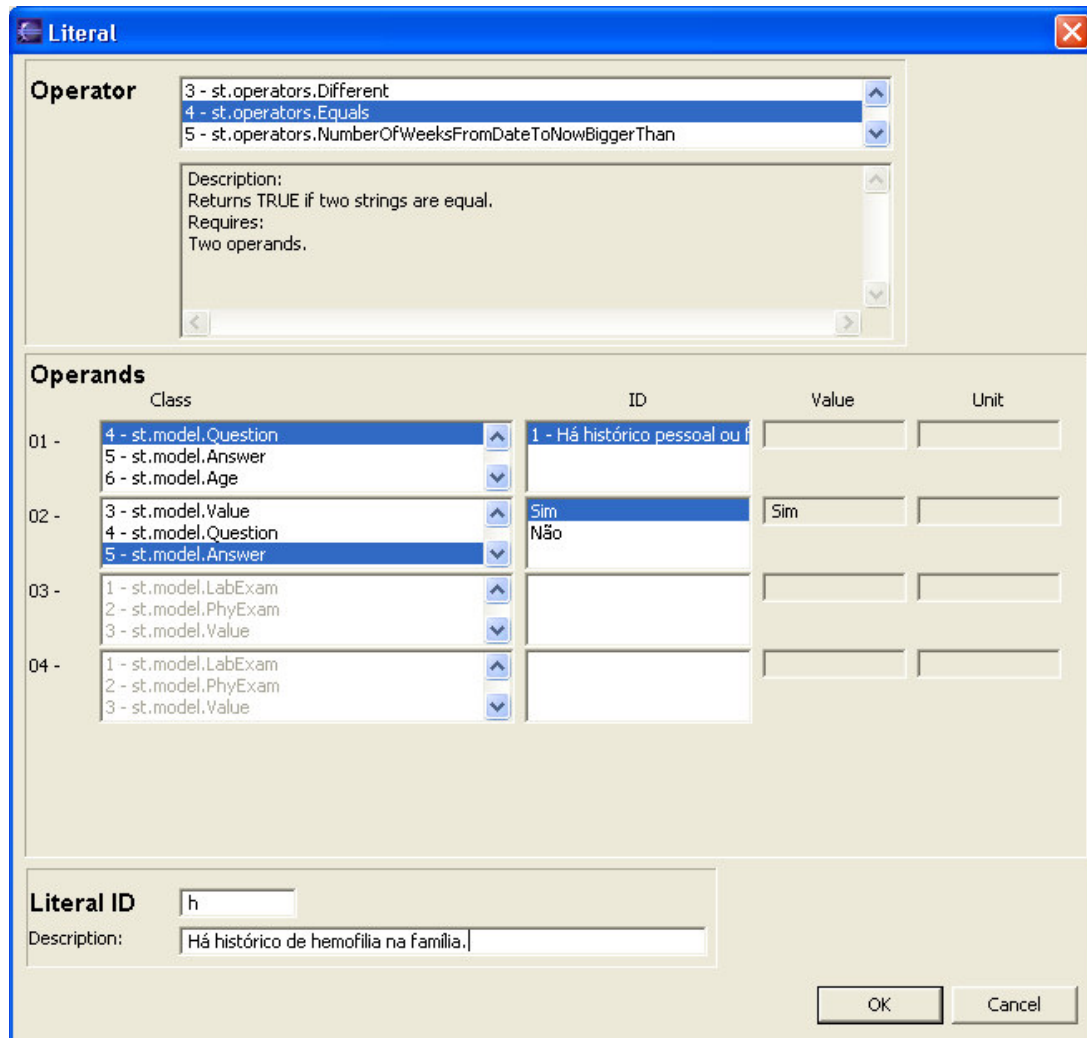 Literal
Operator
3 - st.operators.Different
4 - st.operators.Equals
5 - st.operators.NumberOfWeeksFromDateToNowBiggerThan
Description:
Returns TRUE if two strings are equal.
Requires:
Two operands.
Operands
Class ID Value Unit
01 -
4 - st.model.Question
5 - st.model.Answer
6 - st.model.Age
1 - Há histórico pessoal ou f
02 -
3 - st.model.Value
4 - st.model.Question
5 - st.model.Answer
Sim
Não
Sim
03 -
1 - st.model.LabExam
2 - st.model.PhyExam
3 - st.model.Value
04 -
1 - st.model.LabExam
2 - st.model.PhyExam
3 - st.model.Value
Literal ID h
Description: Há histórico de hemofilia na família.
OK Cancel